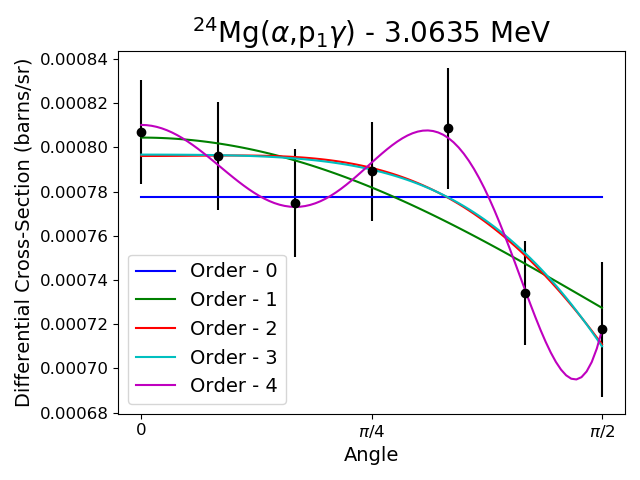 ²⁴Mg(α,p₁γ) - 3.0635 MeV
Differential Cross-Section (barns/sr)
0.00084
0.00082
0.00080
0.00078
0.00076
0.00074
0.00072
0.00070
0.00068
Order - 0
Order - 1
Order - 2
Order - 3
Order - 4
0
π/4
π/2
Angle